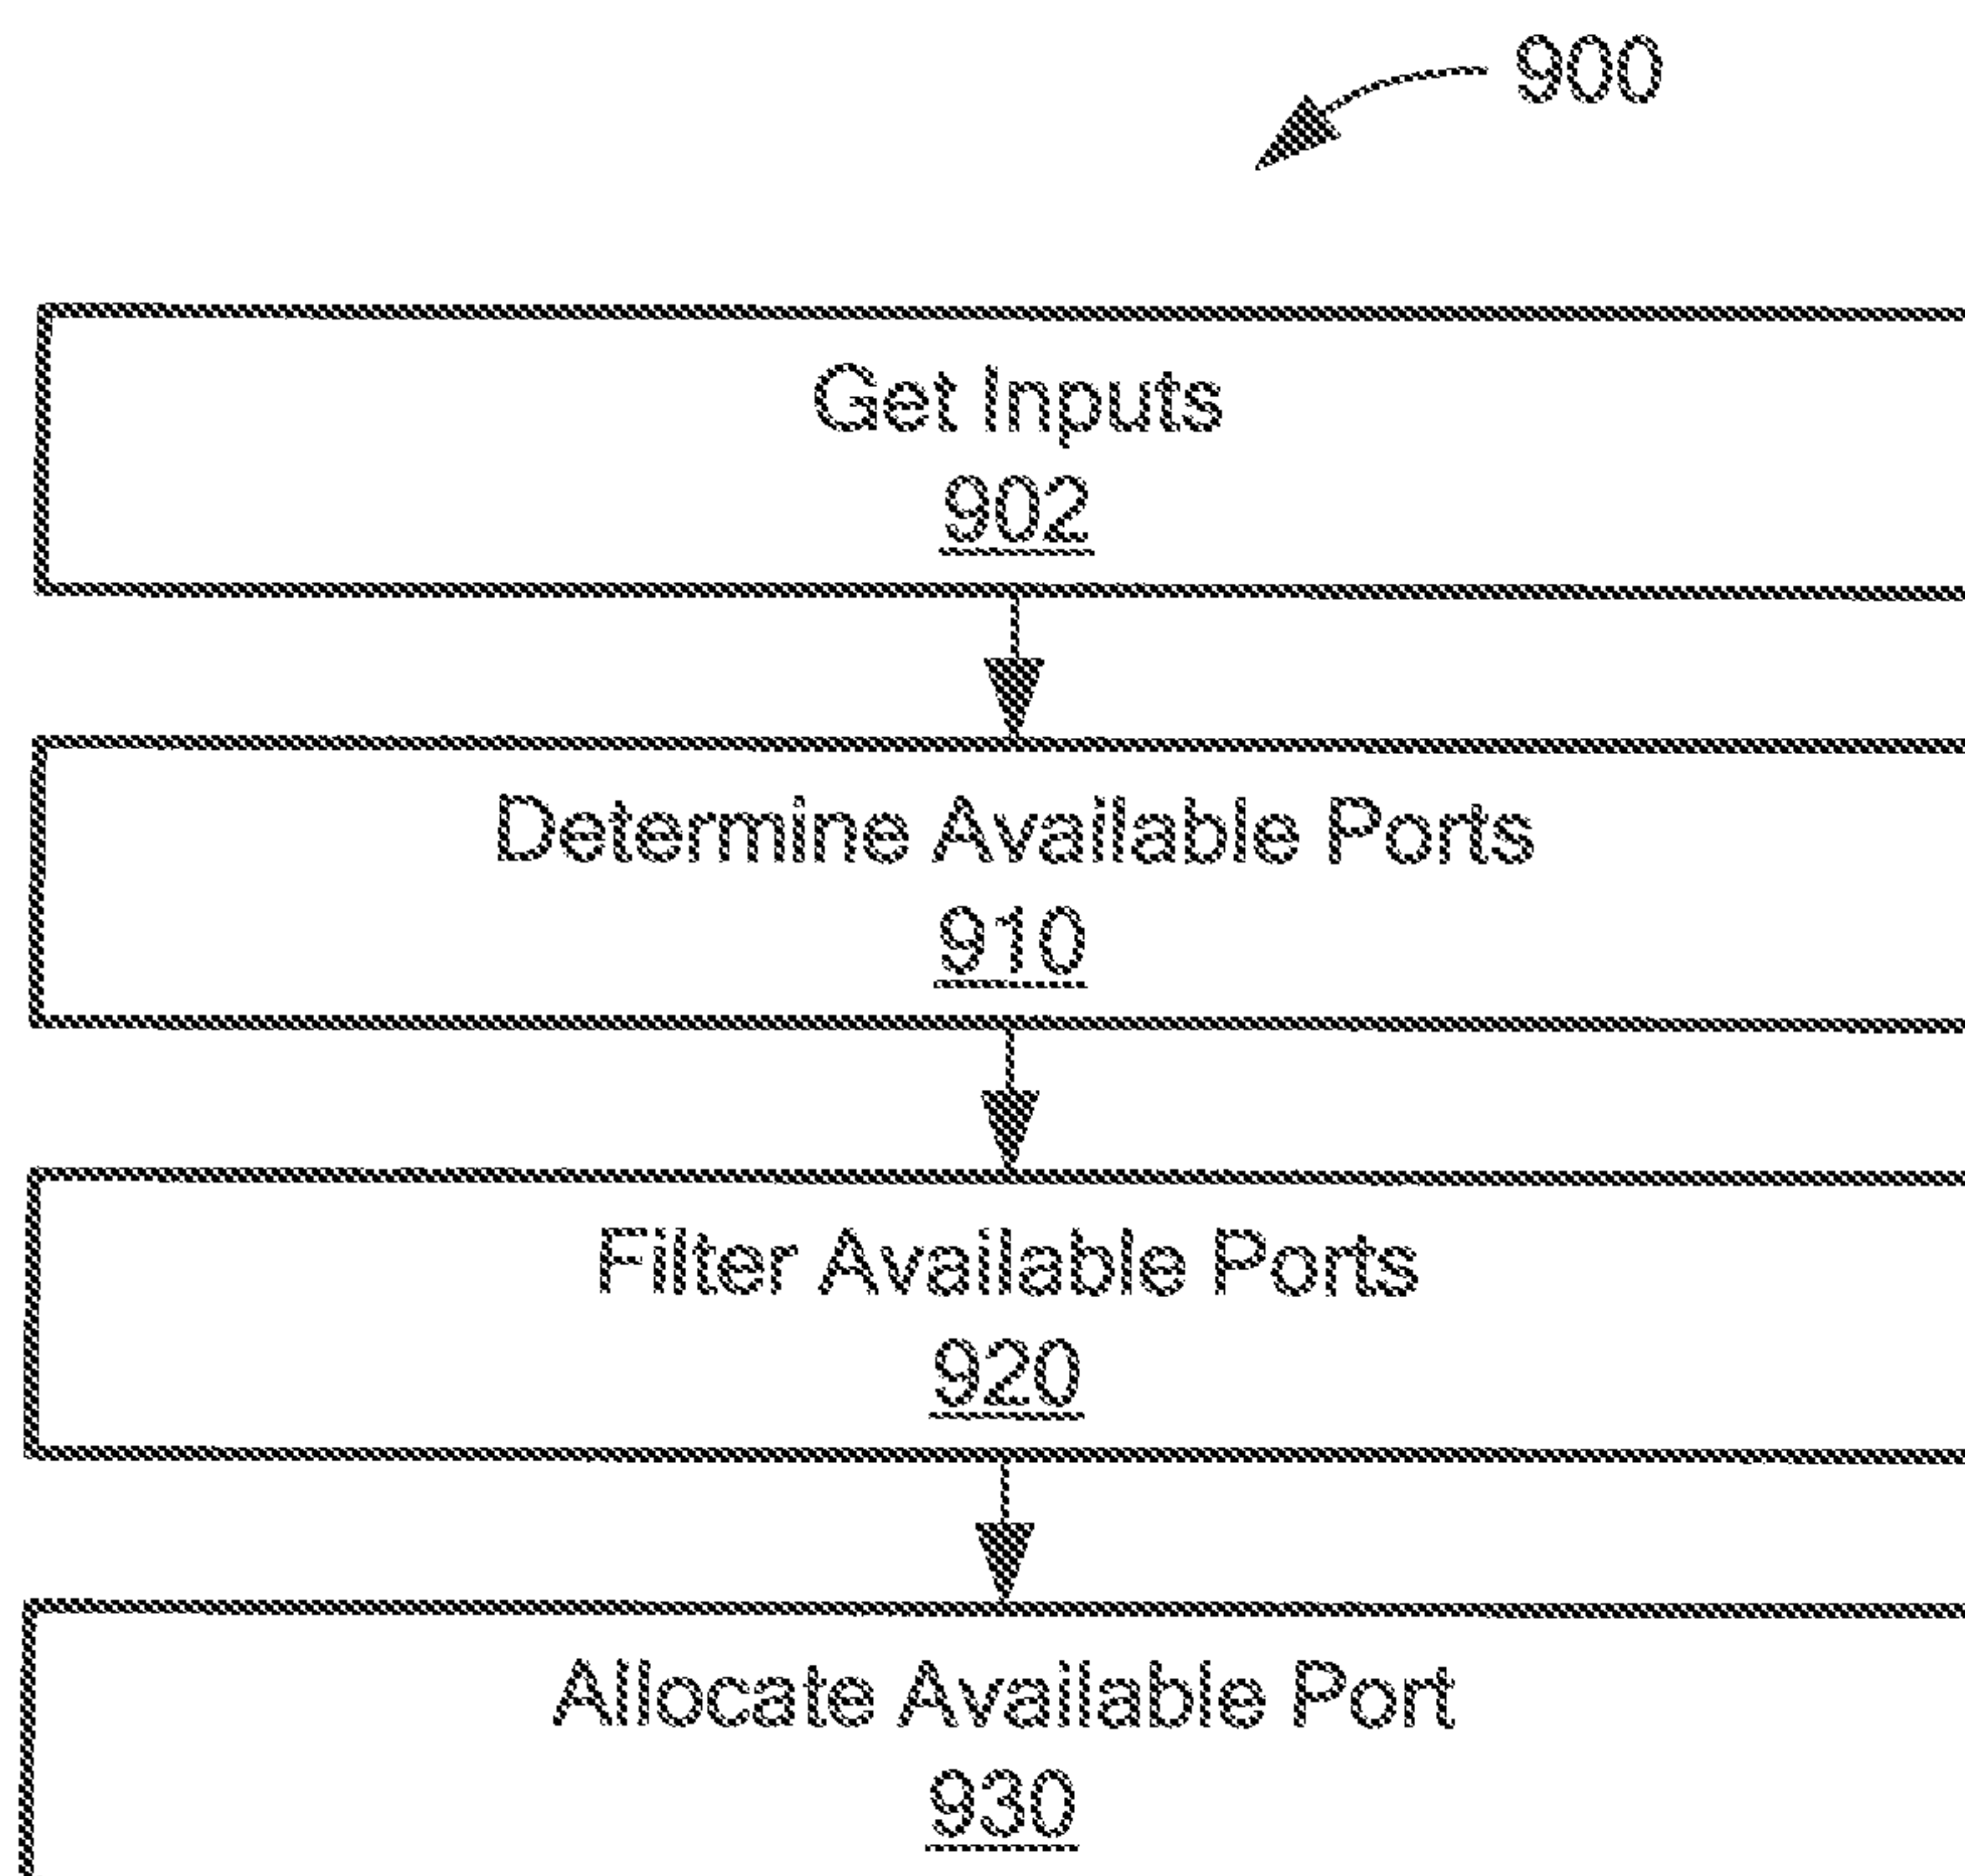 900
Get Inputs
902
Determine Available Ports
910
Filter Available Ports
920
Allocate Available Port
930